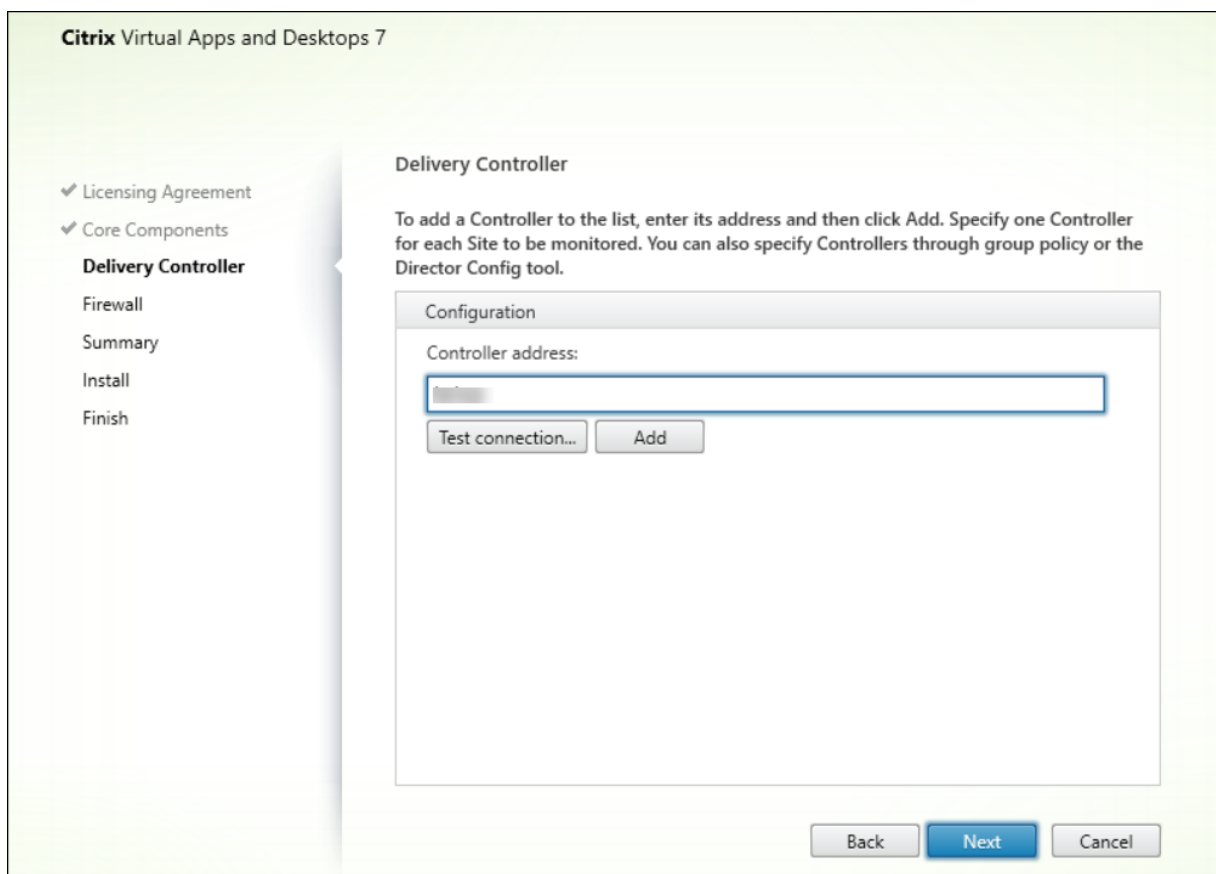 Citrix Virtual Apps and Desktops 7
Licensing Agreement
Core Components
Delivery Controller
Firewall
Summary
Install
Finish
Delivery Controller
To add a Controller to the list, enter its address and then click Add. Specify one Controller
for each Site to be monitored. You can also specify Controllers through group policy or the
Director Config tool.
Configuration
Controller address:
Test connection...
Add
Back
Next
Cancel